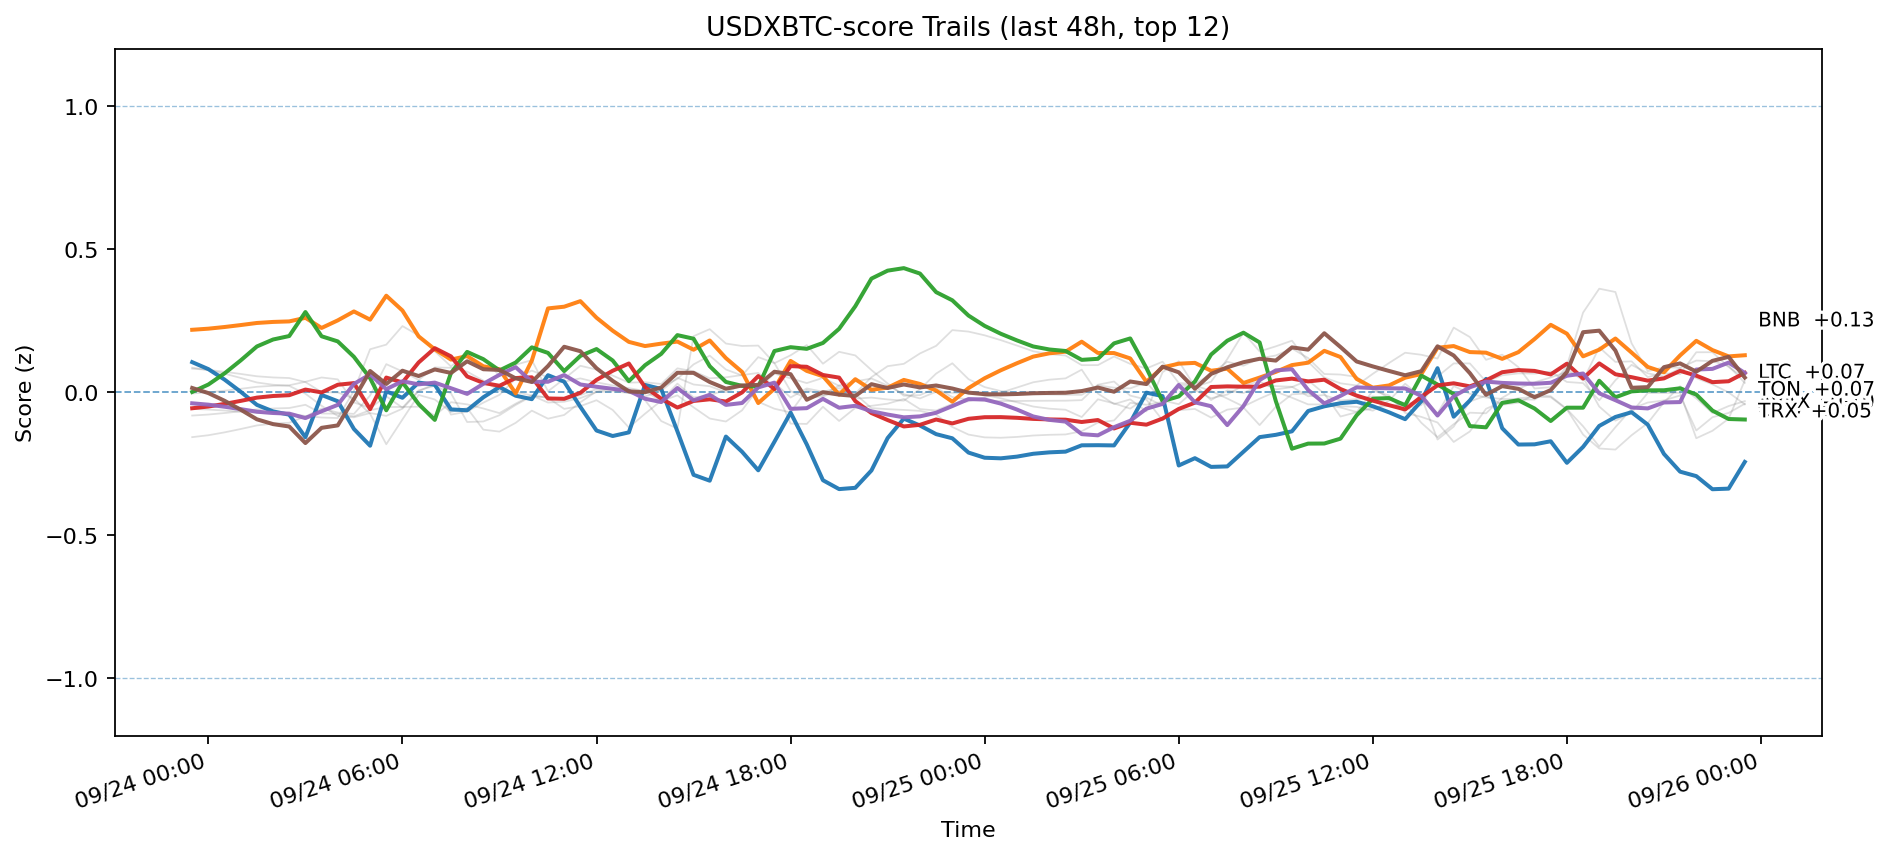 USDXBTC-score Trails (last 48h, top 12)
Score (z)
1.0
0.5
0.0
−0.5
−1.0
BNB +0.13
LTC +0.07
TON +0.07
TRX +0.05
09/24 00:00
09/24 06:00
09/24 12:00
09/24 18:00
09/25 00:00
09/25 06:00
09/25 12:00
09/25 18:00
09/26 00:00
Time